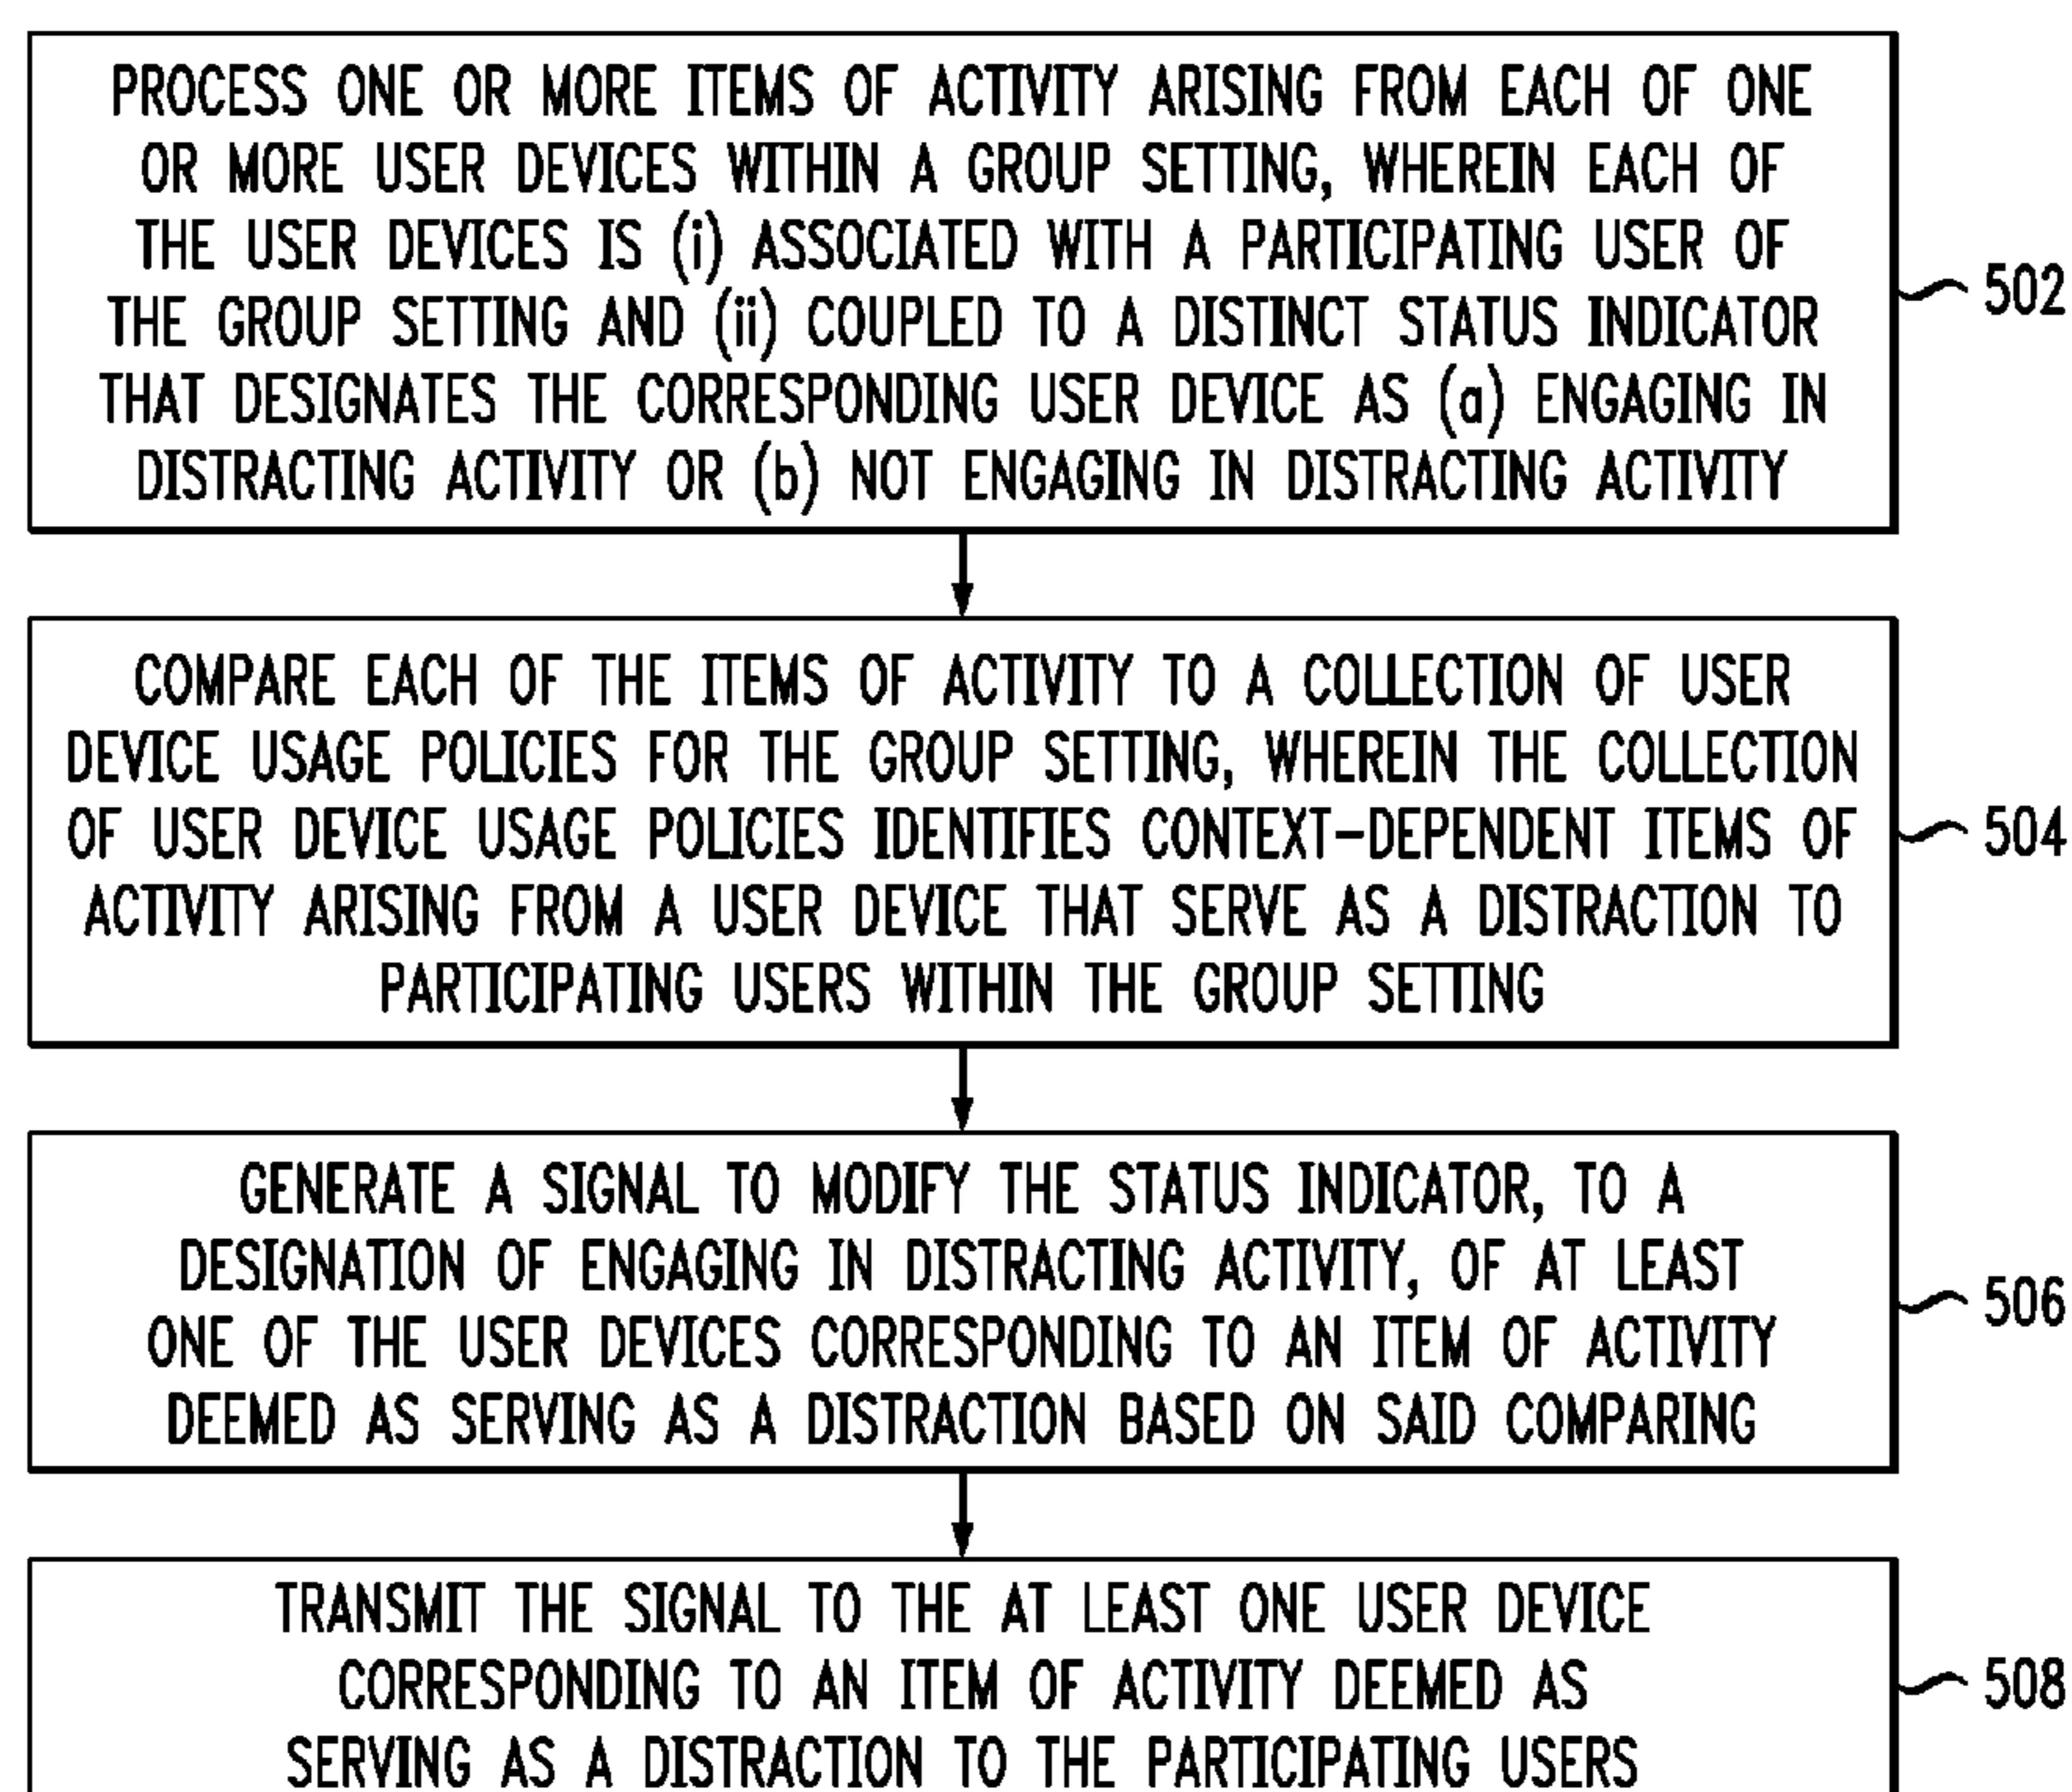 PROCESS ONE OR MORE ITEMS OF ACTIVITY ARISING FROM EACH OF ONE
OR MORE USER DEVICES WITHIN A GROUP SETTING, WHEREIN EACH OF
THE USER DEVICES IS (i) ASSOCIATED WITH A PARTICIPATING USER OF
THE GROUP SETTING AND (ii) COUPLED TO A DISTINCT STATUS INDICATOR
THAT DESIGNATES THE CORRESPONDING USER DEVICE AS (a) ENGAGING IN
DISTRACTING ACTIVITY OR (b) NOT ENGAGING IN DISTRACTING ACTIVITY
502
COMPARE EACH OF THE ITEMS OF ACTIVITY TO A COLLECTION OF USER
DEVICE USAGE POLICIES FOR THE GROUP SETTING, WHEREIN THE COLLECTION
OF USER DEVICE USAGE POLICIES IDENTIFIES CONTEXT-DEPENDENT ITEMS OF
ACTIVITY ARISING FROM A USER DEVICE THAT SERVE AS A DISTRACTION TO
PARTICIPATING USERS WITHIN THE GROUP SETTING
504
GENERATE A SIGNAL TO MODIFY THE STATUS INDICATOR, TO A
DESIGNATION OF ENGAGING IN DISTRACTING ACTIVITY, OF AT LEAST
ONE OF THE USER DEVICES CORRESPONDING TO AN ITEM OF ACTIVITY
DEEMED AS SERVING AS A DISTRACTION BASED ON SAID COMPARING
506
TRANSMIT THE SIGNAL TO THE AT LEAST ONE USER DEVICE
CORRESPONDING TO AN ITEM OF ACTIVITY DEEMED AS
SERVING AS A DISTRACTION TO THE PARTICIPATING USERS
508